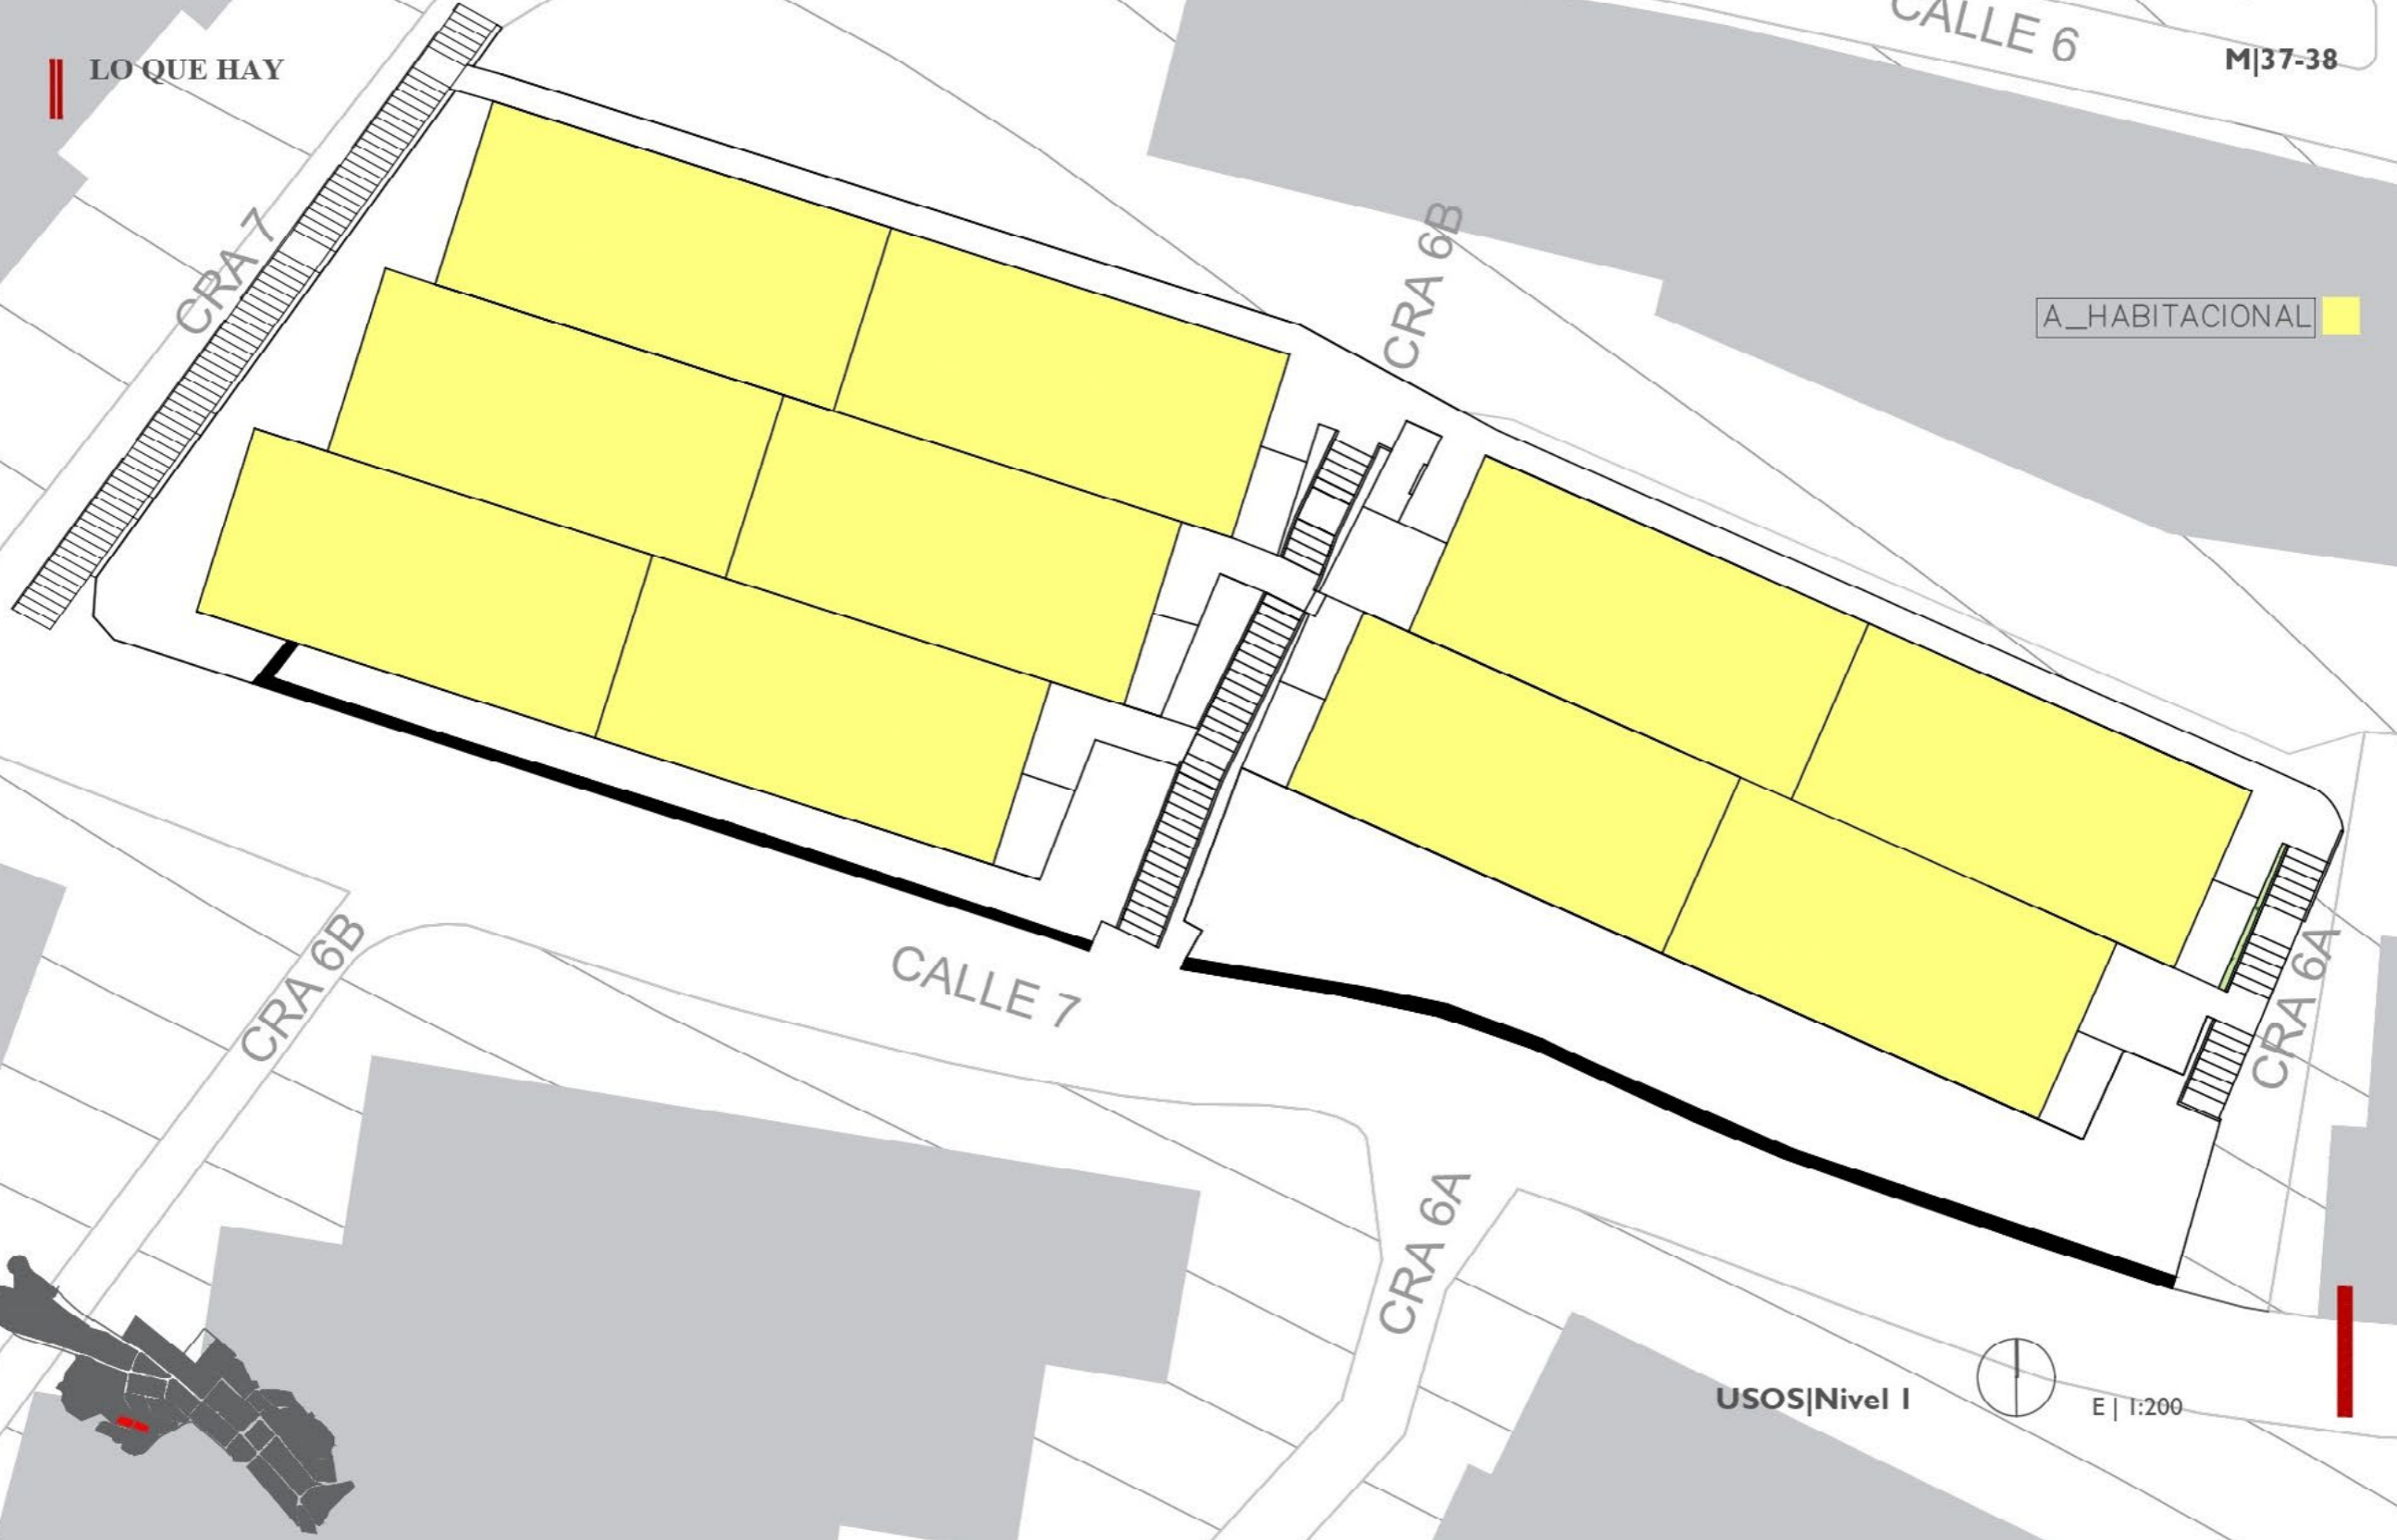 CALLE 6
LO QUE HAY
M|37-38
CRA 7
CRA 6B
A_HABITACIONAL
CRA 6B
CALLE 7
CRA 6A
CRA 6A
USOS|Nivel I
E | 1:200